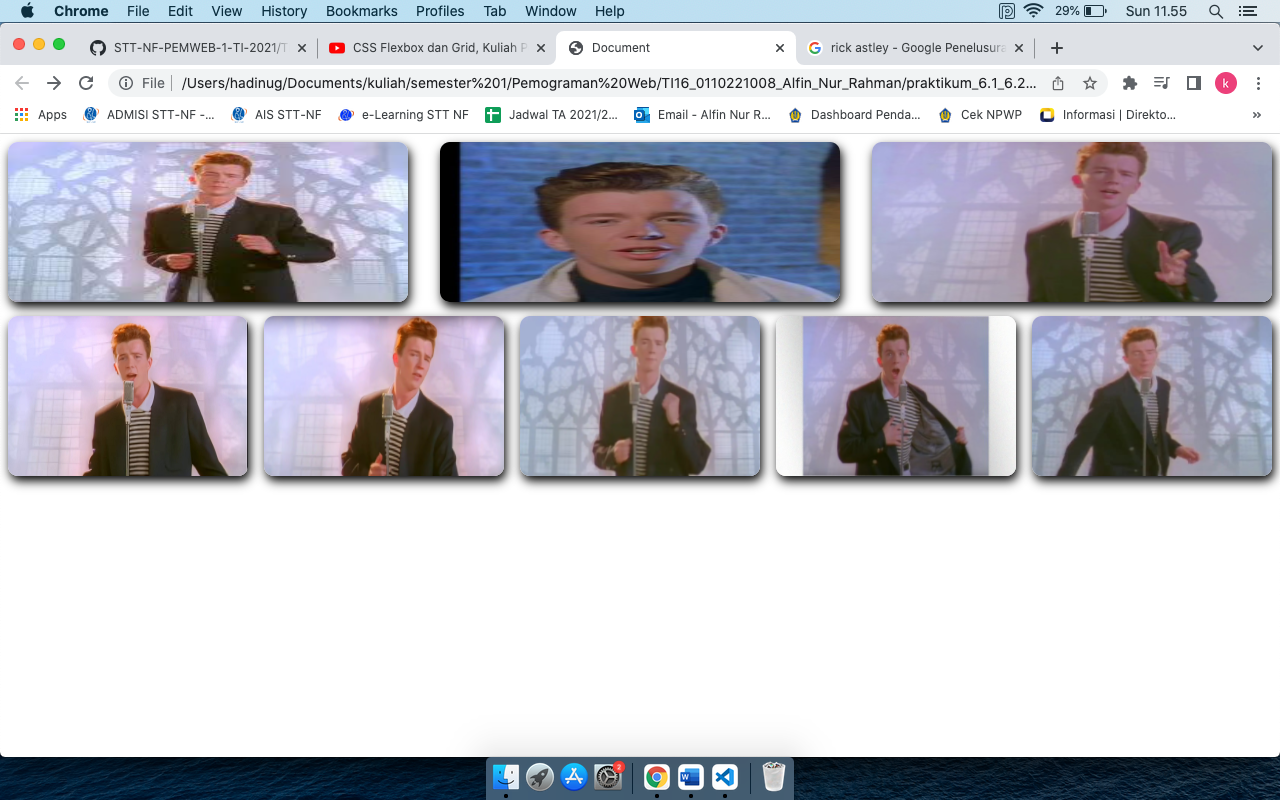 Chrome File Edit View History Bookmarks Profiles Tab Window Help 29% Sun 11.55
STT-NF-PEMWEB-1-TI-2021/T CSS Flexbox dan Grid, Kuliah P Document rick astley - Google Penelusura
File /Users/hadinug/Documents/kuliah/semester%201/Pemograman%20Web/TI16_0110221008_Alfin_Nur_Rahman/praktikum_6.1_6.2... k
Apps ADMISI STT-NF -... AIS STT-NF e-Learning STT NF Jadwal TA 2021/2... Email - Alfin Nur R... Dashboard Penda... Cek NPWP Informasi | Direkto... »
2